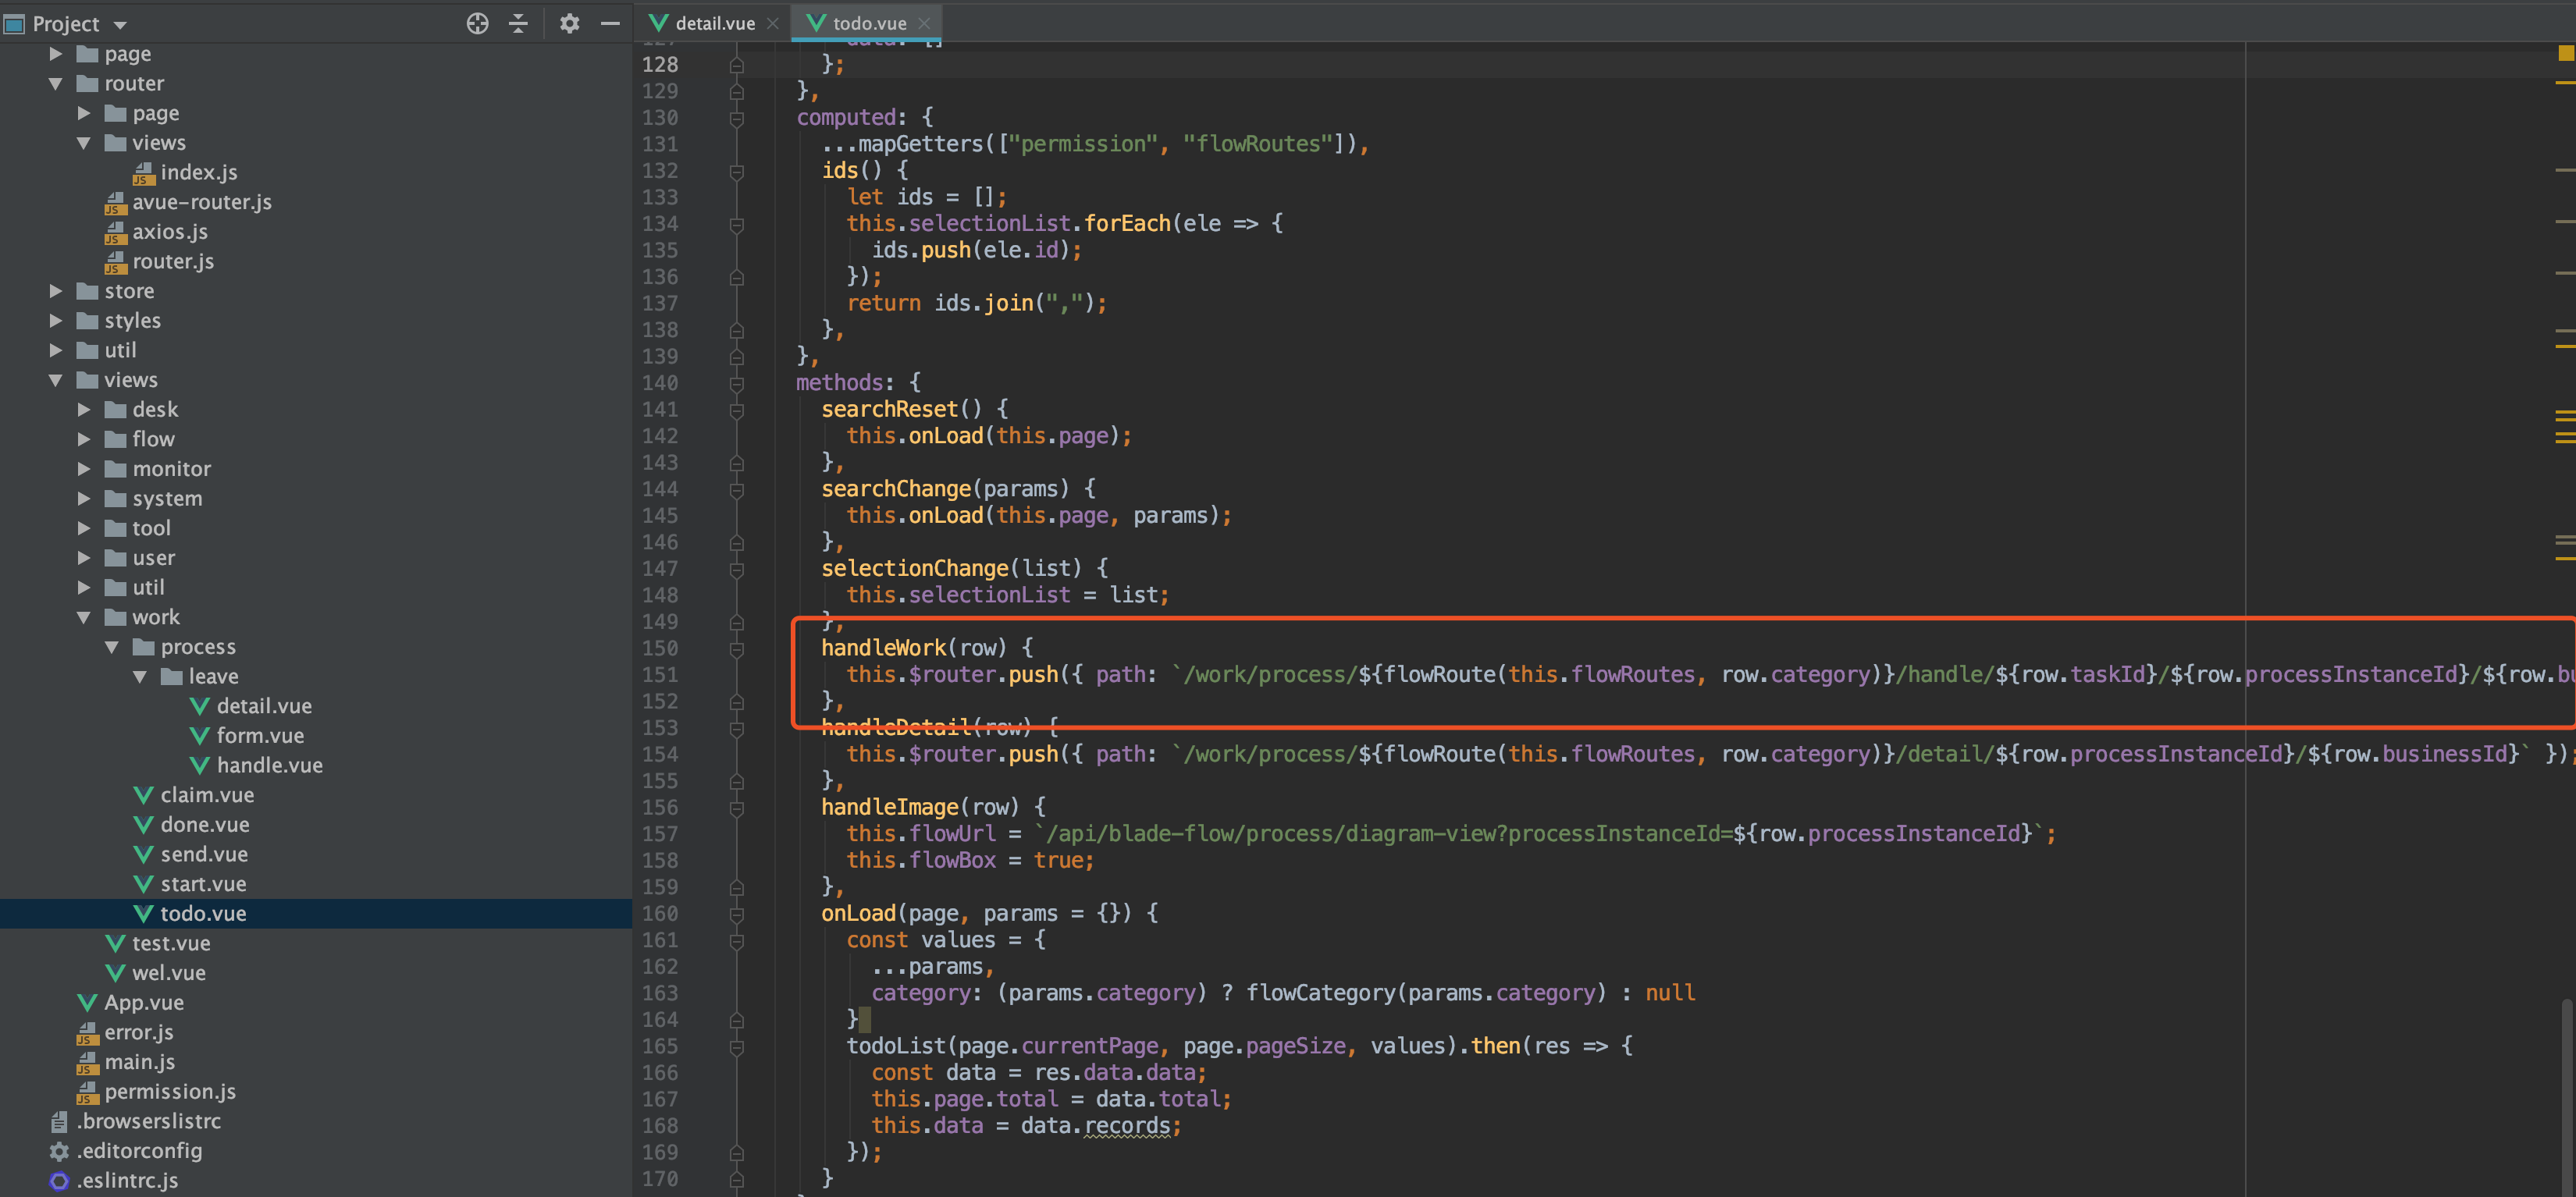 Project
page
router
page
views
index.js
avue-router.js
axios.js
router.js
store
styles
util
views
desk
flow
monitor
system
tool
user
util
work
process
leave
detail.vue
form.vue
handle.vue
claim.vue
done.vue
send.vue
start.vue
todo.vue
test.vue
wel.vue
App.vue
error.js
main.js
permission.js
.browserslistrc
.editorconfig
.eslintrc.js
detail.vue
todo.vue
127 data: []
128 };
129 },
130 computed: {
131 ...mapGetters(["permission", "flowRoutes"]),
132 ids() {
133 let ids = [];
134 this.selectionList.forEach(ele => {
135 ids.push(ele.id);
136 });
137 return ids.join(",");
138 },
139 },
140 methods: {
141 searchReset() {
142 this.onLoad(this.page);
143 },
144 searchChange(params) {
145 this.onLoad(this.page, params);
146 },
147 selectionChange(list) {
148 this.selectionList = list;
149 },
150 handleWork(row) {
151 this.$router.push({ path: `/work/process/${flowRoute(this.flowRoutes, row.category)}/handle/${row.taskId}/${row.processInstanceId}/${row.bu
152 },
153 handleDetail(row) {
154 this.$router.push({ path: `/work/process/${flowRoute(this.flowRoutes, row.category)}/detail/${row.processInstanceId}/${row.businessId}` });
155 },
156 handleImage(row) {
157 this.flowUrl = `/api/blade-flow/process/diagram-view?processInstanceId=${row.processInstanceId}`;
158 this.flowBox = true;
159 },
160 onLoad(page, params = {}) {
161 const values = {
162 ...params,
163 category: (params.category) ? flowCategory(params.category) : null
164 }
165 todoList(page.currentPage, page.pageSize, values).then(res => {
166 const data = res.data.data;
167 this.page.total = data.total;
168 this.data = data.records;
169 });
170 }